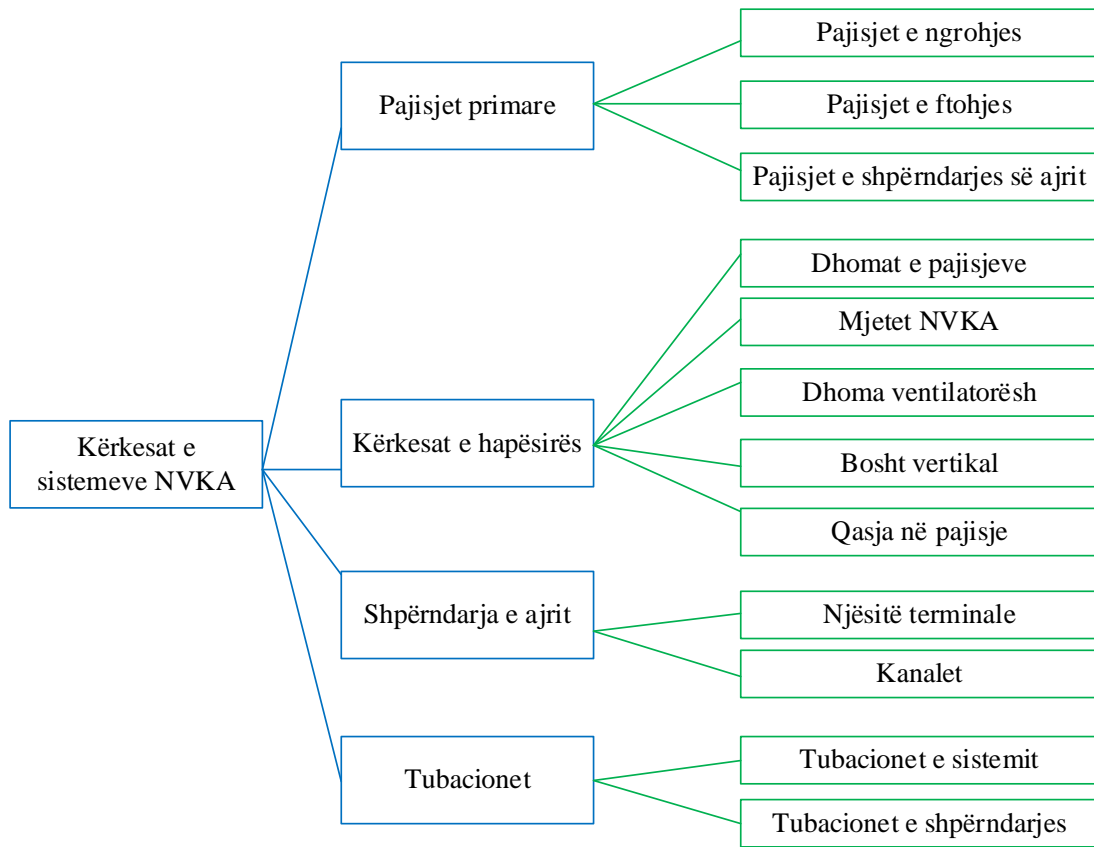 Kërkesat e
sistemeve NVKA
Pajisjet primare
Pajisjet e ngrohjes
Pajisjet e ftohjes
Pajisjet e shpërndarjes së ajrit
Kërkesat e hapësirës
Dhomat e pajisjeve
Mjetet NVKA
Dhoma ventilatorësh
Bosht vertikal
Qasja në pajisje
Shpërndarja e ajrit
Njësitë terminale
Kanalet
Tubacionet
Tubacionet e sistemit
Tubacionet e shpërndarjes